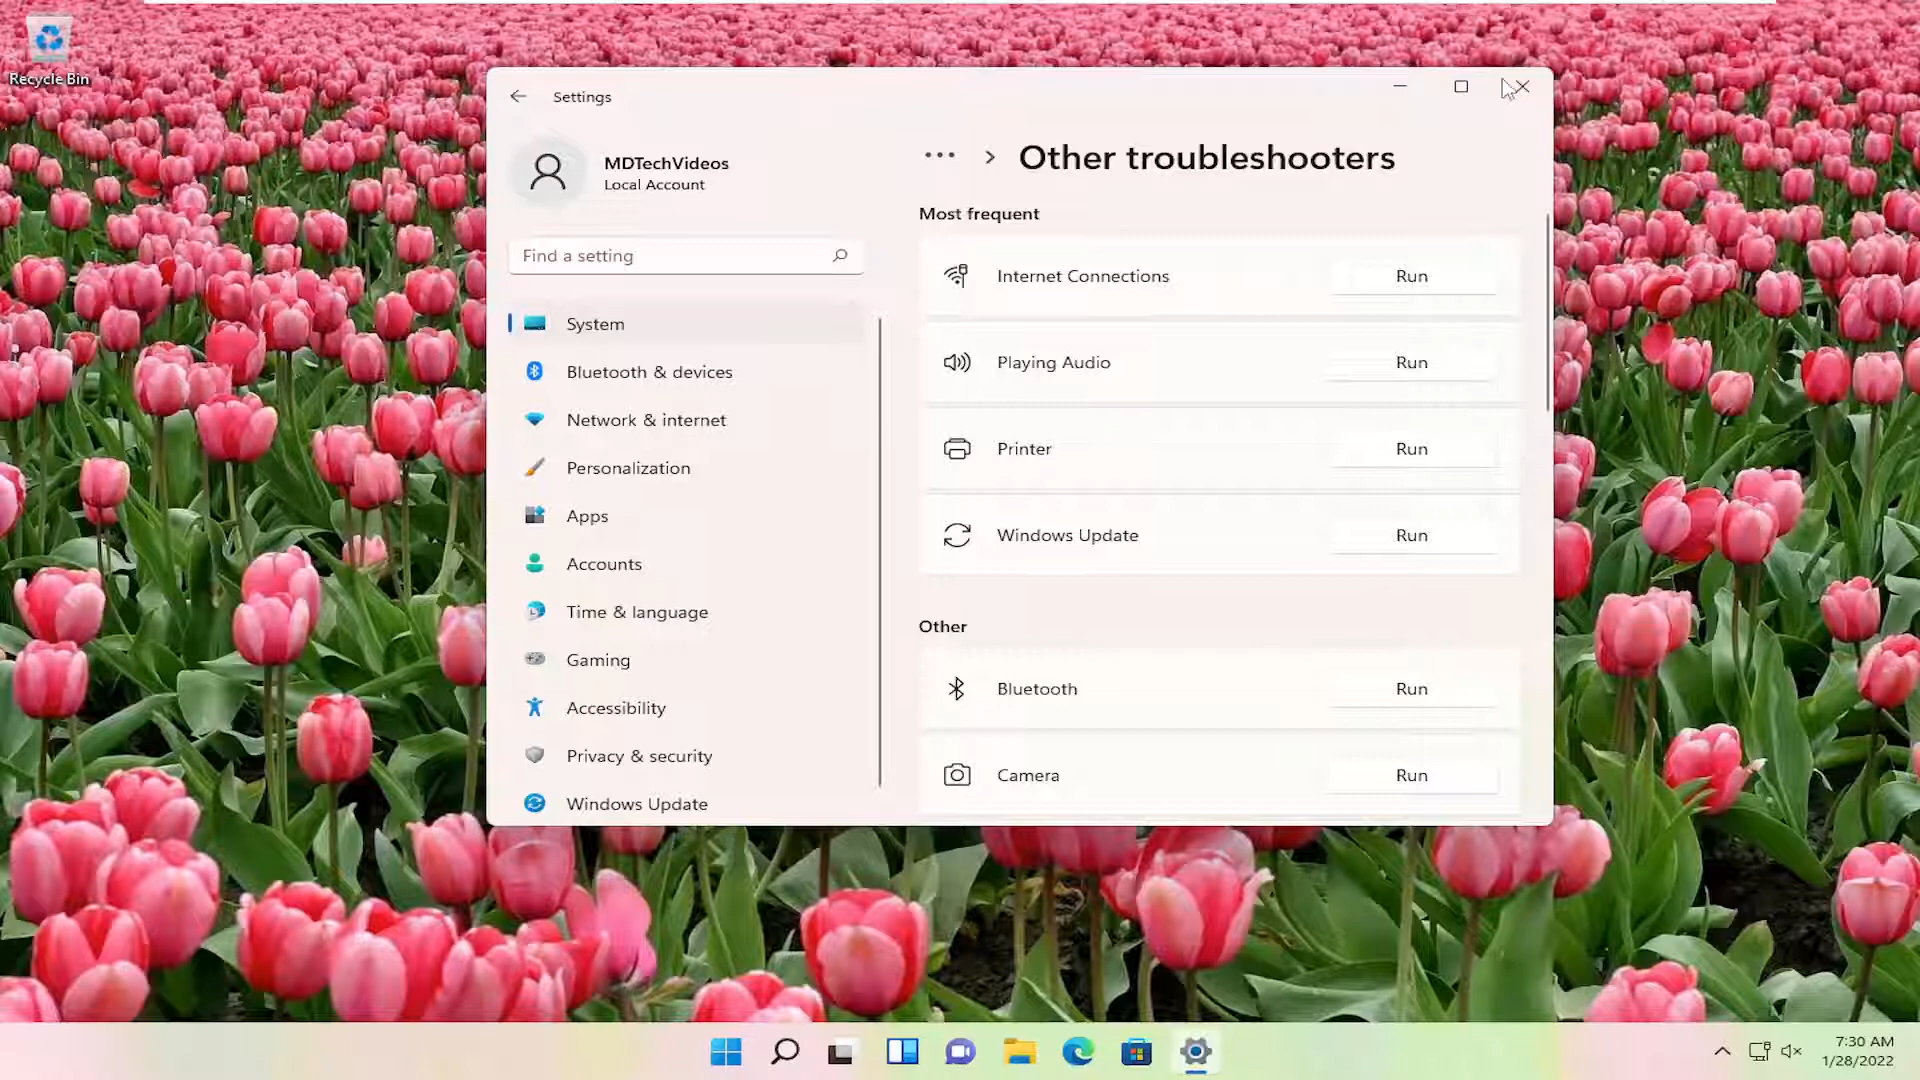 Recycle Bin
Settings
MDTechVideos
Local Account
Find a setting
System
Bluetooth & devices
Network & internet
Personalization
Apps
Accounts
Time & language
Gaming
Accessibility
Privacy & security
Windows Update
Other troubleshooters
Most frequent
Internet Connections Run
Playing Audio Run
Printer Run
Windows Update Run
Other
Bluetooth Run
Camera Run
7:30 AM
1/28/2022